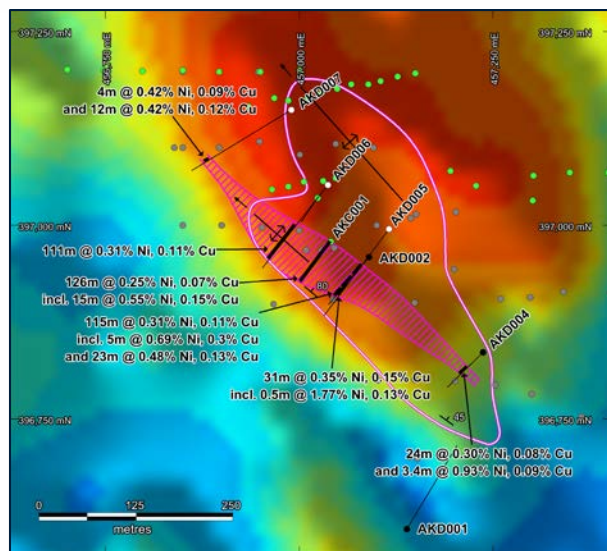 397,250 mN
456,750 mE
457,000 mE
457,250 mE
4m @ 0.42% Ni, 0.09% Cu
and 12m @ 0.42% Ni, 0.12% Cu
AKD007
AKD006
AKD005
AKC001
AKD002
397,000 mN
397,000 mN
111m @ 0.31% Ni, 0.11% Cu
126m @ 0.25% Ni, 0.07% Cu
incl. 15m @ 0.55% Ni, 0.15% Cu
80
115m @ 0.31% Ni, 0.11% Cu
incl. 5m @ 0.69% Ni, 0.3% Cu
and 23m @ 0.48% Ni, 0.13% Cu
AKD004
31m @ 0.35% Ni, 0.15% Cu
incl. 0.5m @ 1.77% Ni, 0.13% Cu
396,750 mN
396,750 mN
45
24m @ 0.30% Ni, 0.08% Cu
and 3.4m @ 0.93% Ni, 0.09% Cu
0 125 250
metres
AKD001